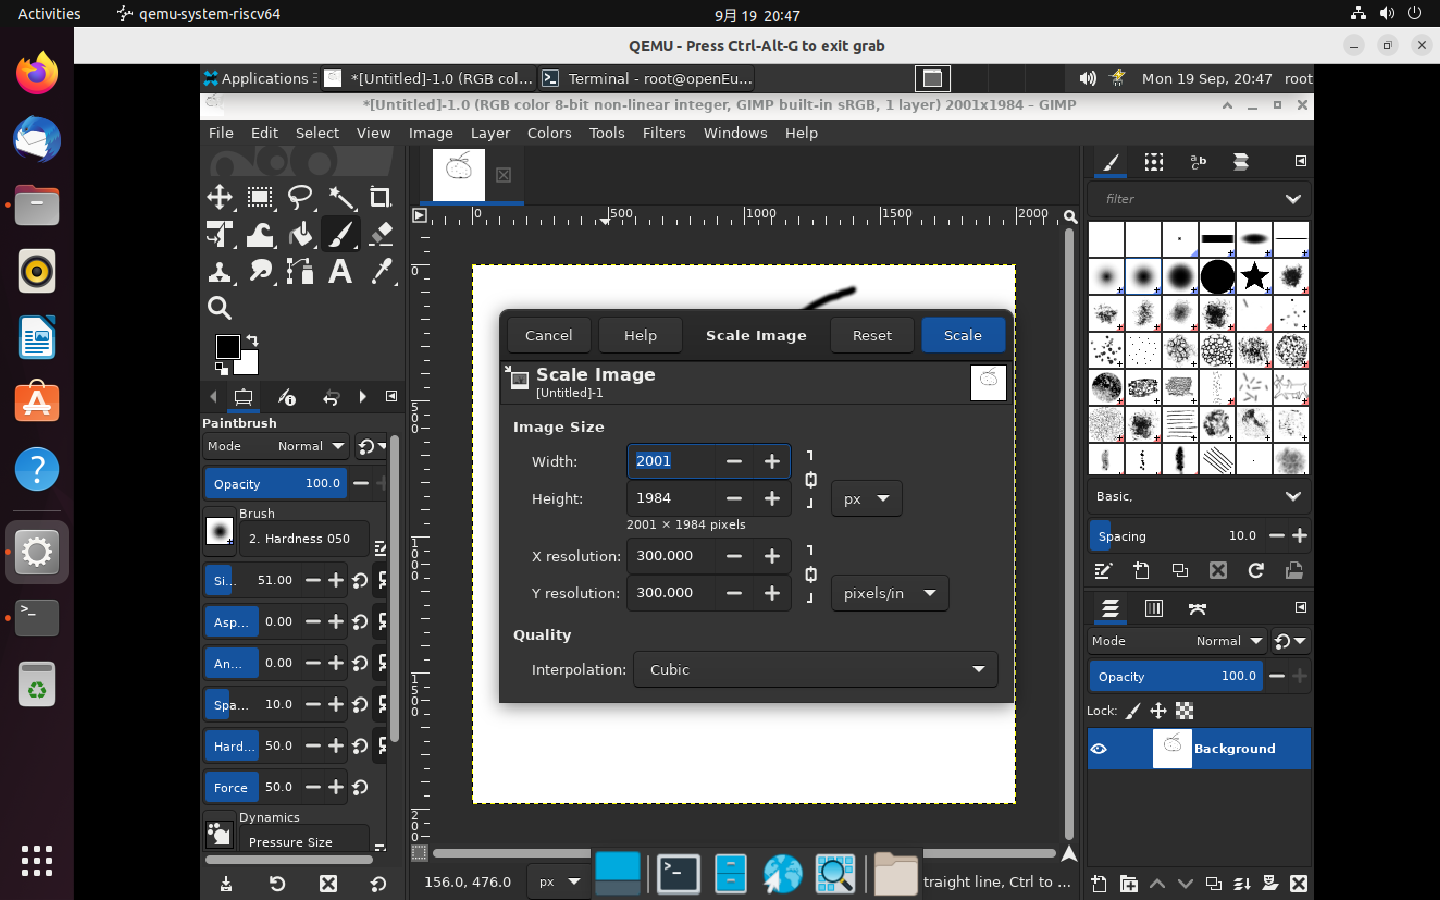 Activities
qemu-system-riscv64
9月 19 20:47
QEMU - Press Ctrl-Alt-G to exit grab
Applications
*[Untitled]-1.0 (RGB col...
Terminal - root@openEu...
Mon 19 Sep, 20:47
root
*[Untitled]-1.0 (RGB color 8-bit non-linear integer, GIMP built-in sRGB, 1 layer) 2001x1984 – GIMP
File Edit Select View Image Layer Colors Tools Filters Windows Help
0 500 1000 1500 2000
filter
0
500
1000
1500
200
Cancel
Help
Scale Image
Reset
Scale
Scale Image
[Untitled]-1
Image Size
Width: 2001
Height: 1984 px
2001 × 1984 pixels
X resolution: 300.000
Y resolution: 300.000 pixels/in
Quality
Interpolation: Cubic
Paintbrush
Mode Normal
Opacity 100.0
Brush
2. Hardness 050
Si... 51.00
Asp... 0.00
An... 0.00
Spa... 10.0
Hard... 50.0
Force 50.0
Dynamics
Pressure Size
156.0, 476.0 px
traight line, Ctrl to ...
Basic,
Spacing 10.0
Mode Normal
Opacity 100.0
Lock:
Background